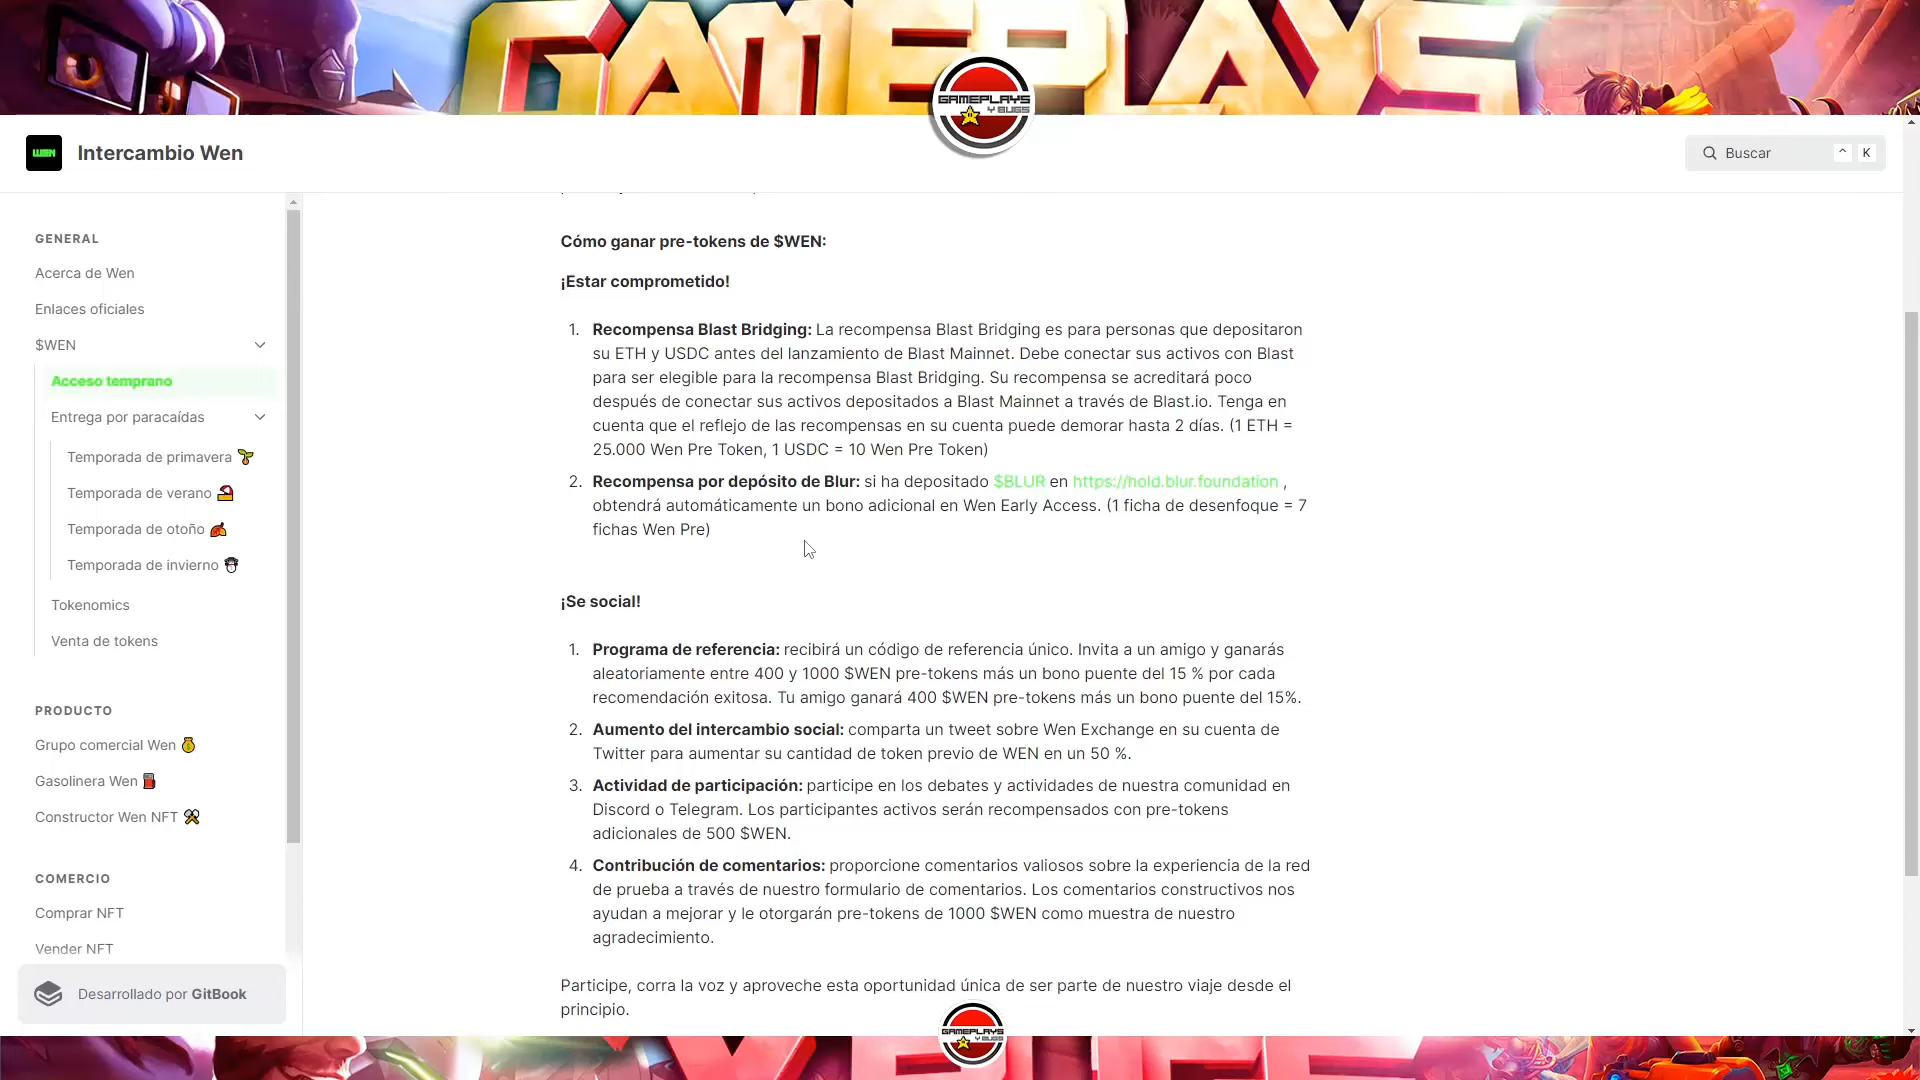 GAMEPLAYS
GAMEPLAYS
Y BUGS
WEN
Intercambio Wen
Buscar
^ K
GENERAL
Acerca de Wen
Enlaces oficiales
$WEN
Acceso temprano
Entrega por paracaídas
Temporada de primavera
Temporada de verano
Temporada de otoño
Temporada de invierno
Tokenomics
Venta de tokens
PRODUCTO
Grupo comercial Wen
Gasolinera Wen
Constructor Wen NFT
COMERCIO
Comprar NFT
Vender NFT
Desarrollado por GitBook
Cómo ganar pre-tokens de $WEN:
¡Estar comprometido!
1. Recompensa Blast Bridging: La recompensa Blast Bridging es para personas que depositaron
su ETH y USDC antes del lanzamiento de Blast Mainnet. Debe conectar sus activos con Blast
para ser elegible para la recompensa Blast Bridging. Su recompensa se acreditará poco
después de conectar sus activos depositados a Blast Mainnet a través de Blast.io. Tenga en
cuenta que el reflejo de las recompensas en su cuenta puede demorar hasta 2 días. (1 ETH =
25.000 Wen Pre Token, 1 USDC = 10 Wen Pre Token)
2. Recompensa por depósito de Blur: si ha depositado $BLUR en https://hold.blur.foundation ,
obtendrá automáticamente un bono adicional en Wen Early Access. (1 ficha de desenfoque = 7
fichas Wen Pre)
¡Se social!
1. Programa de referencia: recibirá un código de referencia único. Invita a un amigo y ganarás
aleatoriamente entre 400 y 1000 $WEN pre-tokens más un bono puente del 15 % por cada
recomendación exitosa. Tu amigo ganará 400 $WEN pre-tokens más un bono puente del 15%.
2. Aumento del intercambio social: comparta un tweet sobre Wen Exchange en su cuenta de
Twitter para aumentar su cantidad de token previo de WEN en un 50 %.
3. Actividad de participación: participe en los debates y actividades de nuestra comunidad en
Discord o Telegram. Los participantes activos serán recompensados con pre-tokens
adicionales de 500 $WEN.
4. Contribución de comentarios: proporcione comentarios valiosos sobre la experiencia de la red
de prueba a través de nuestro formulario de comentarios. Los comentarios constructivos nos
ayudan a mejorar y le otorgarán pre-tokens de 1000 $WEN como muestra de nuestro
agradecimiento.
Participe, corra la voz y aproveche esta oportunidad única de ser parte de nuestro viaje desde el
principio.
GAMEPLAYS
Y BUGS